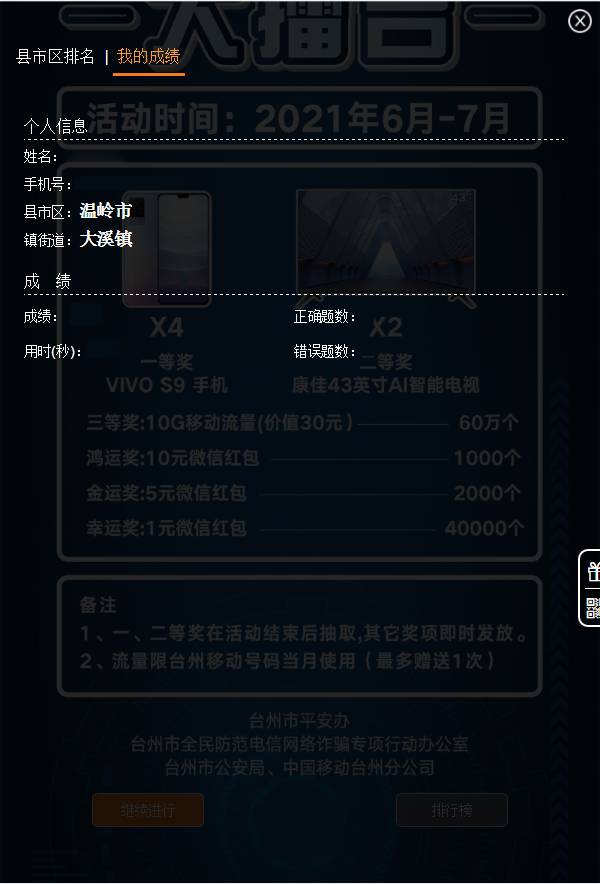 大擂台
县市区排名 | 我的成绩
活动时间：2021年6月-7月
个人信息
姓名：
手机号：
县市区：温岭市
镇街道：大溪镇
43"
成 绩
成绩： 正确题数：
X4 X2
用时(秒)： 错误题数：
一等奖 二等奖
VIVO S9 手机 康佳43英寸AI智能电视
三等奖:10G移动流量(价值30元) 60万个
鸿运奖:10元微信红包 1000个
金运奖:5元微信红包 2000个
幸运奖:1元微信红包 40000个
备注
1、一、二等奖在活动结束后抽取,其它奖项即时发放。
2、流量限台州移动号码当月使用（最多赠送1次）
台州市平安办
台州市全民防范电信网络诈骗专项行动办公室
台州市公安局、中国移动台州分公司
继续进行 排行榜